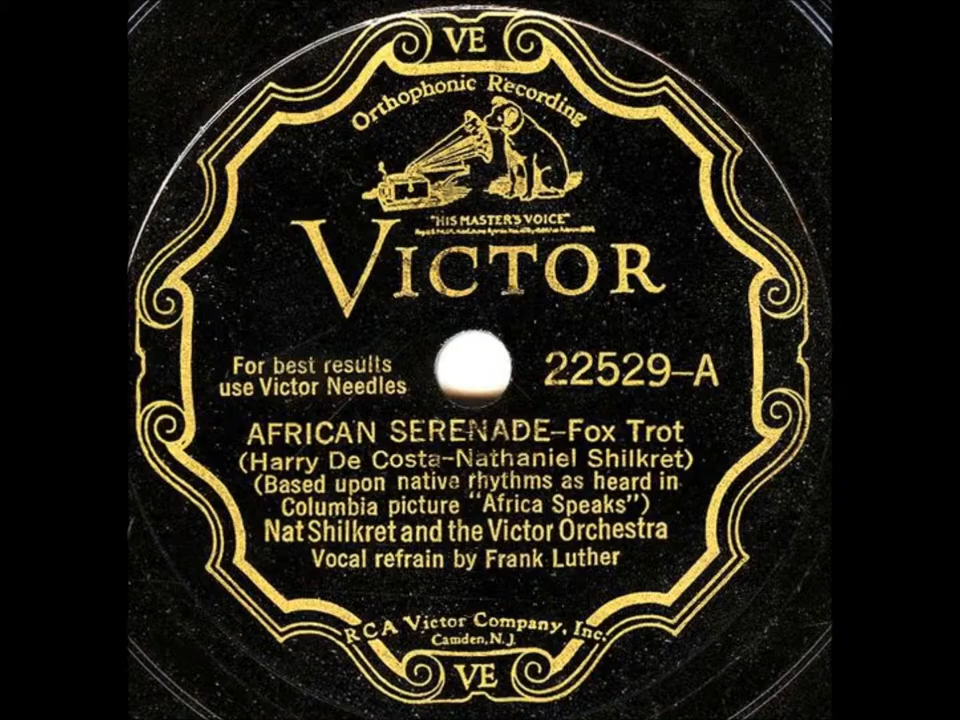 VE
Orthophonic Recording
"HIS MASTER'S VOICE"
VICTOR
For best results
use Victor Needles
22529-A
AFRICAN SERENADE-Fox Trot
(Harry De Costa-Nathaniel Shilkret)
(Based upon native rhythms as heard in
Columbia picture "Africa Speaks")
Nat Shilkret and the Victor Orchestra
Vocal refrain by Frank Luther
RCA Victor Company, Inc.
Camden, N. J.
VE